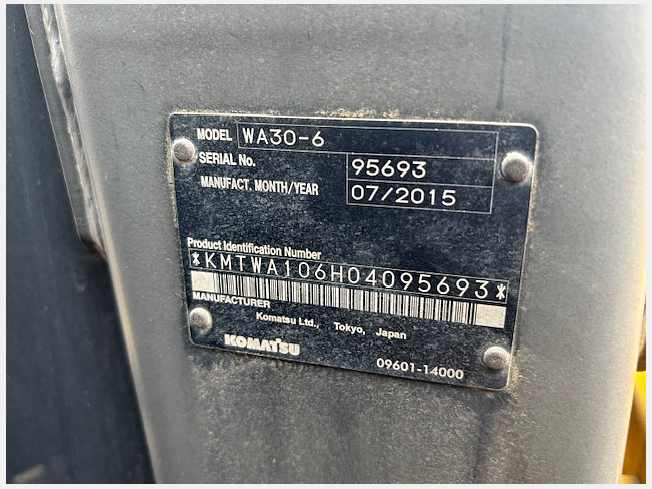 MODEL WA30-6
SERIAL No. 95693
MANUFACT. MONTH/YEAR 07/2015
Product Identification Number
*KMTWA106H04095693*
MANUFACTURER
Komatsu Ltd., Tokyo, Japan
KOMATSU
09601-14000